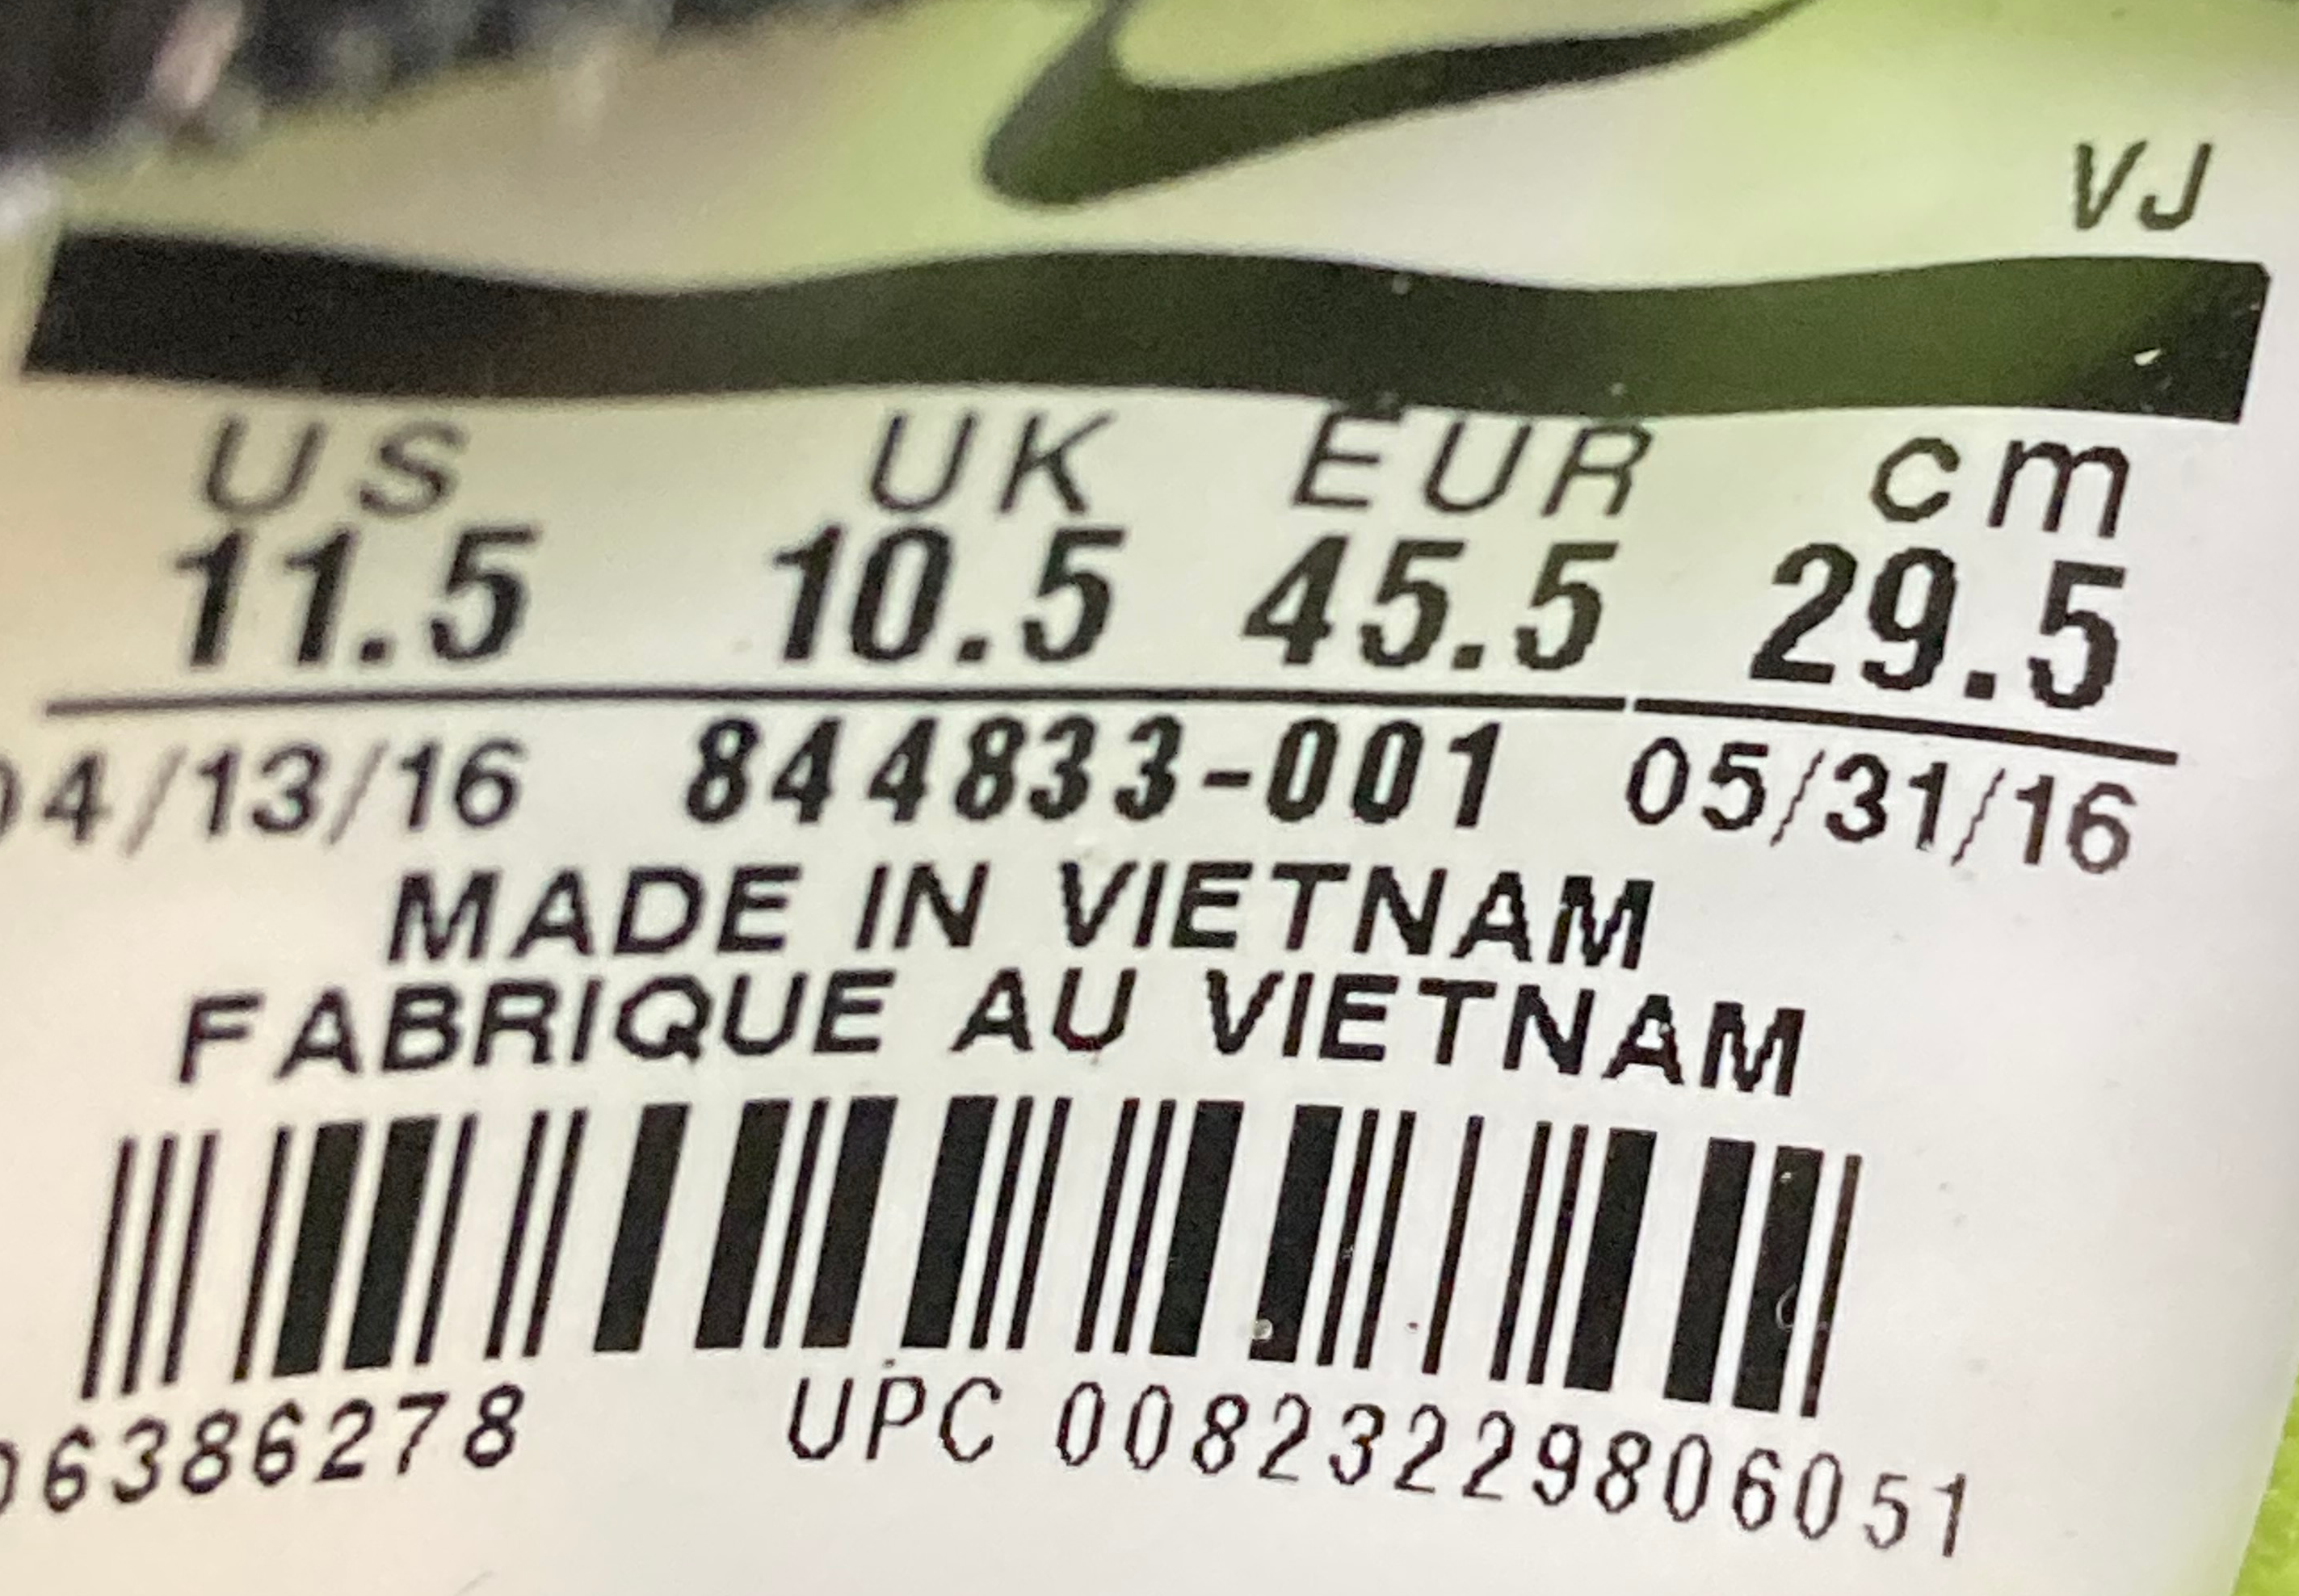 VJ
US UK EUR cm
11.5 10.5 45.5 29.5
04/13/16 844833-001 05/31/16
MADE IN VIETNAM
FABRIQUE AU VIETNAM
06386278 UPC 00823229806051